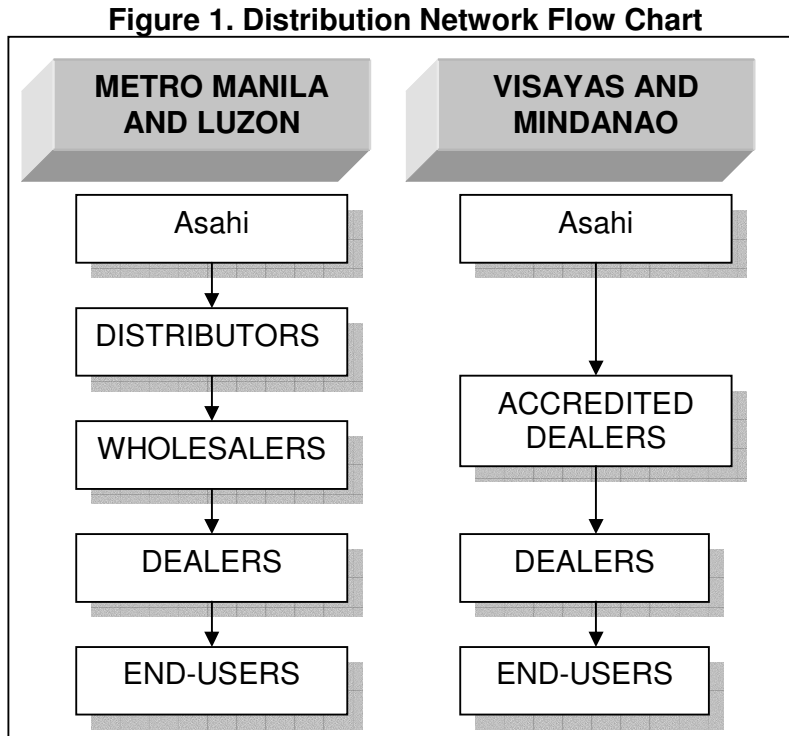 Figure 1. Distribution Network Flow Chart
METRO MANILA
AND LUZON
Asahi
DISTRIBUTORS
WHOLESALERS
DEALERS
END-USERS
VISAYAS AND
MINDANAO
Asahi
ACCREDITED
DEALERS
DEALERS
END-USERS